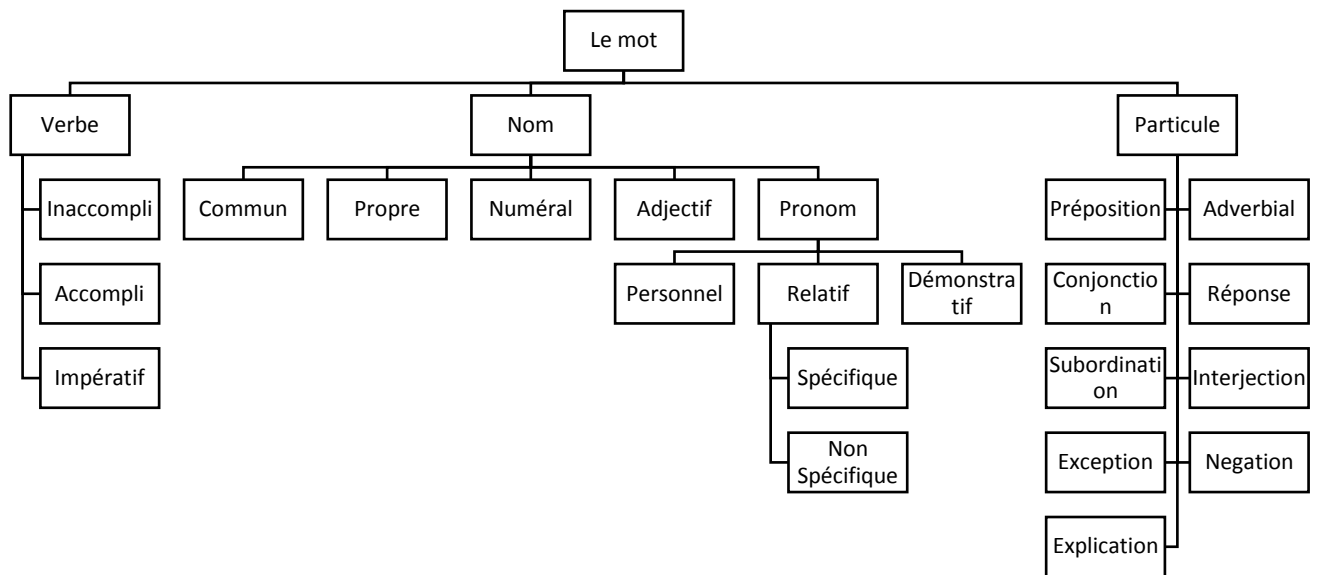 Le mot
Verbe
Nom
Particule
Inaccompli
Commun
Propre
Numéral
Adjectif
Pronom
Préposition
Adverbial
Accompli
Personnel
Relatif
Démonstra
tif
Conjonctio
n
Réponse
Impératif
Spécifique
Subordinati
on
Interjection
Non
Spécifique
Exception
Negation
Explication